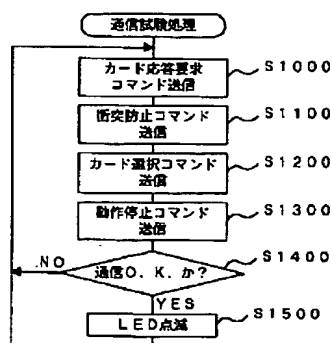 通信試験処理
カード応答要求
コマンド送信
S1000
衝突防止コマンド
送信
S1100
カード選択コマンド
送信
S1200
動作停止コマンド
送信
S1300
通信O．K．か？
S1400
NO
YES
LED点滅
S1500